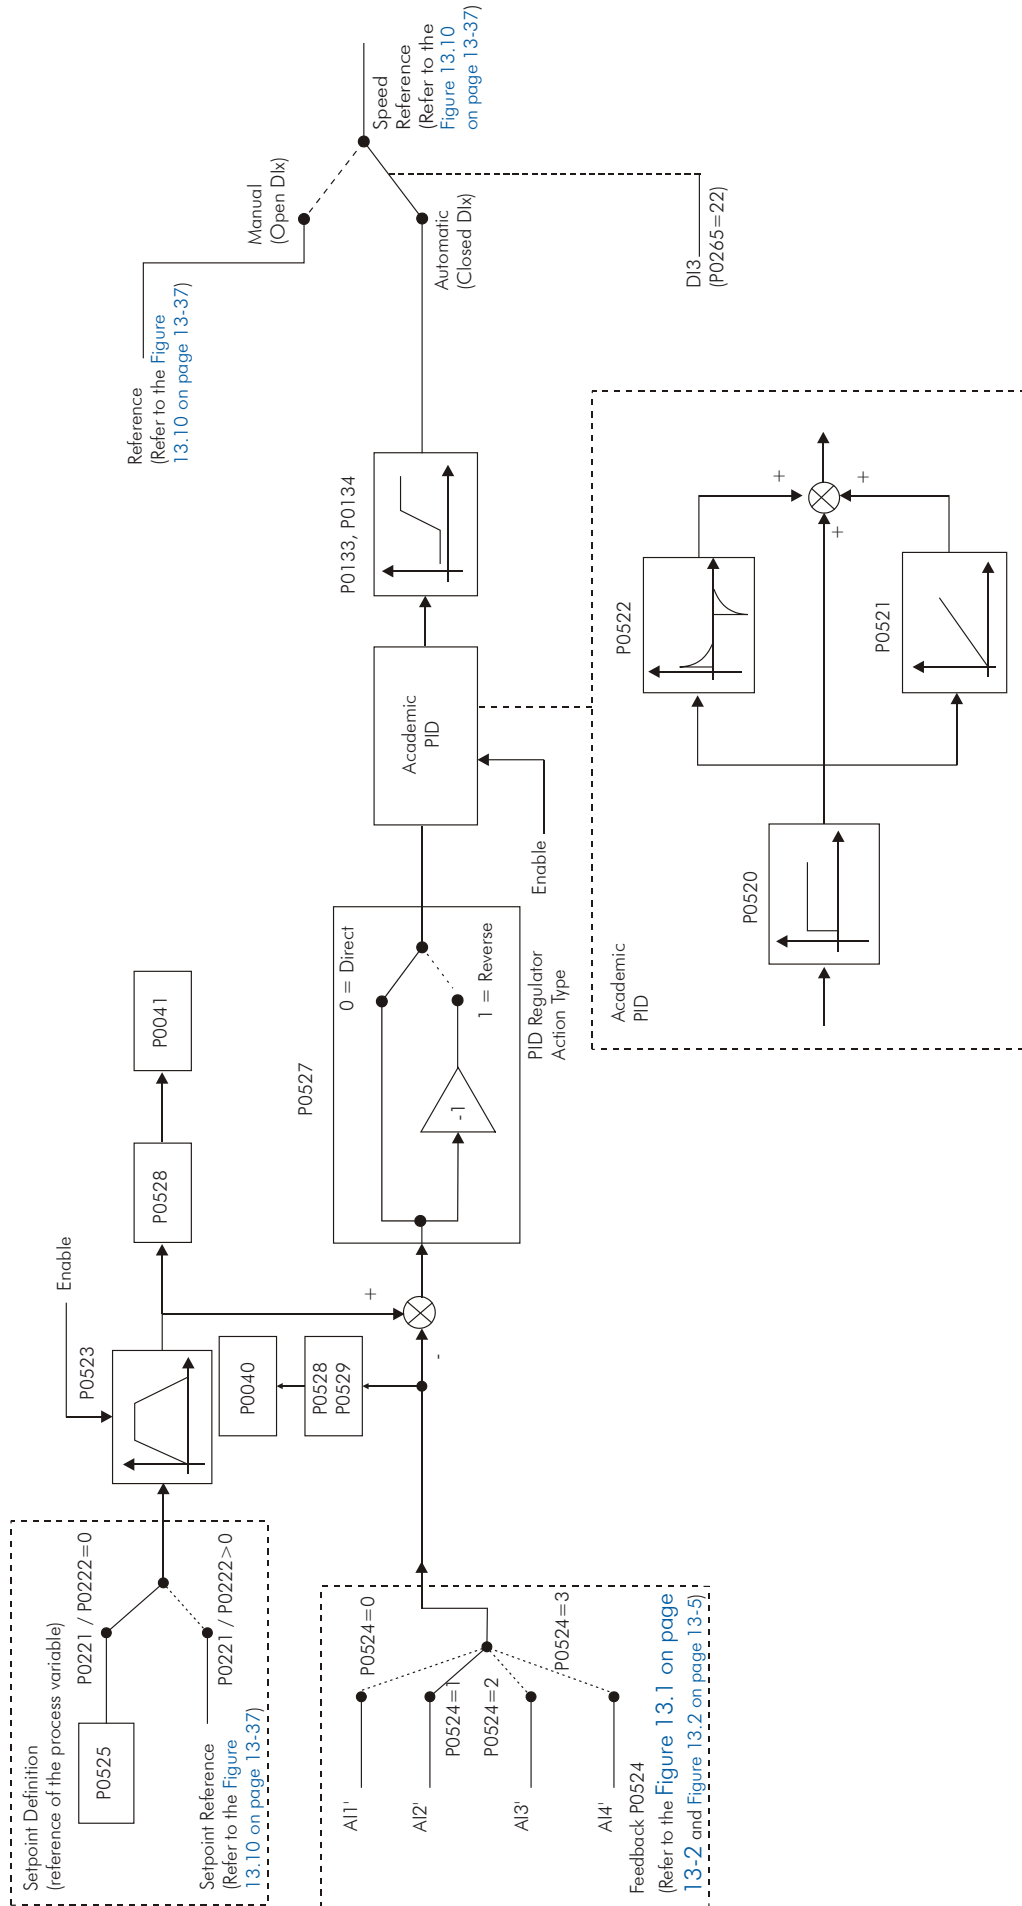 Setpoint Definition
(reference of the process variable)
P0525
P0221 / P0222=0
P0221 / P0222>0
Setpoint Reference
(Refer to the Figure
13.10 on page 13-37)
Enable
P0523
P0528
P0041
P0040
P0528
P0529
+
-
AI1'
AI2'
AI3'
AI4'
P0524=0
P0524=1
P0524=2
P0524=3
Feedback P0524
(Refer to the Figure 13.1 on page
13-2 and Figure 13.2 on page 13-5)
P0527
0 = Direct
1 = Reverse
-1
PID Regulator
Action Type
Enable
Academic
PID
P0133, P0134
Reference
(Refer to the Figure
13.10 on page 13-37)
Manual
(Open DIx)
Automatic
(Closed DIx)
Speed
Reference
(Refer to the
Figure 13.10
on page 13-37)
DI3
(P0265=22)
Academic
PID
P0520
P0522
P0521
+
+
+